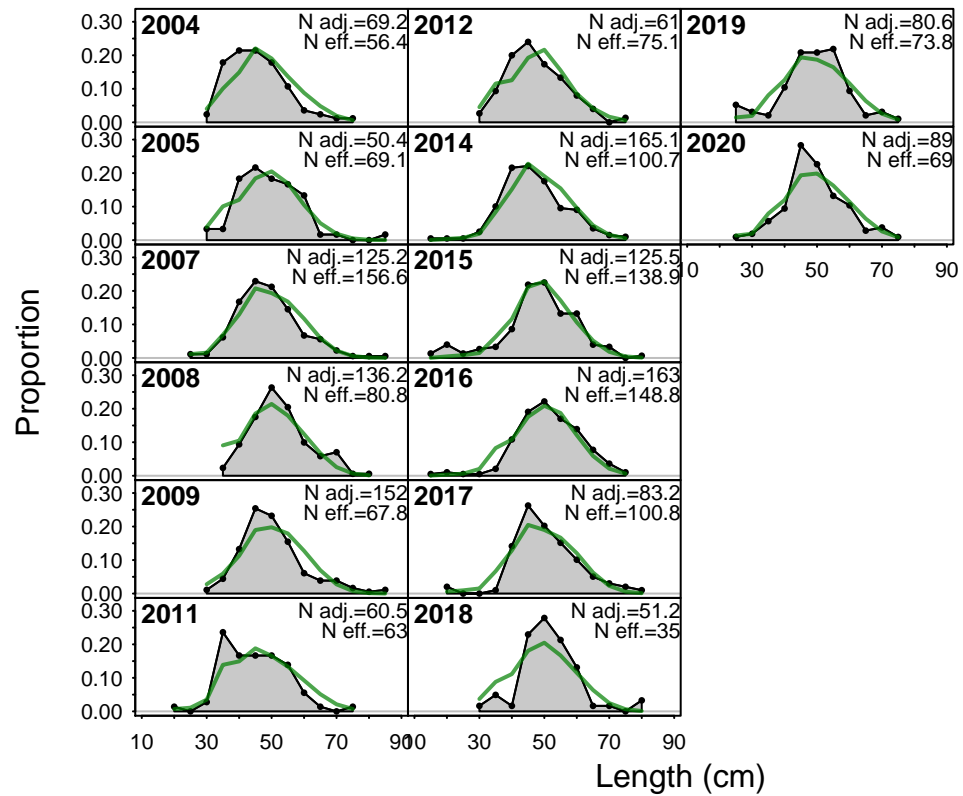 2004
N adj.=69.2
N eff.=56.4
2012
N adj.=61
N eff.=75.1
2019
N adj.=80.6
N eff.=73.8
0.30
0.20
0.10
0.00
2005
N adj.=50.4
N eff.=69.1
2014
N adj.=165.1
N eff.=100.7
2020
N adj.=89
N eff.=69
0.30
0.20
0.10
0.00
2007
N adj.=125.2
N eff.=156.6
2015
N adj.=125.5
N eff.=138.9
10 30 50 70 90
0.30
0.20
0.10
0.00
2008
N adj.=136.2
N eff.=80.8
2016
N adj.=163
N eff.=148.8
0.30
0.20
0.10
0.00
2009
N adj.=152
N eff.=67.8
2017
N adj.=83.2
N eff.=100.8
0.30
0.20
0.10
0.00
2011
N adj.=60.5
N eff.=63
2018
N adj.=51.2
N eff.=35
0.30
0.20
0.10
0.00
10 30 50 70 90
10 30 50 70 90
Proportion
Length (cm)